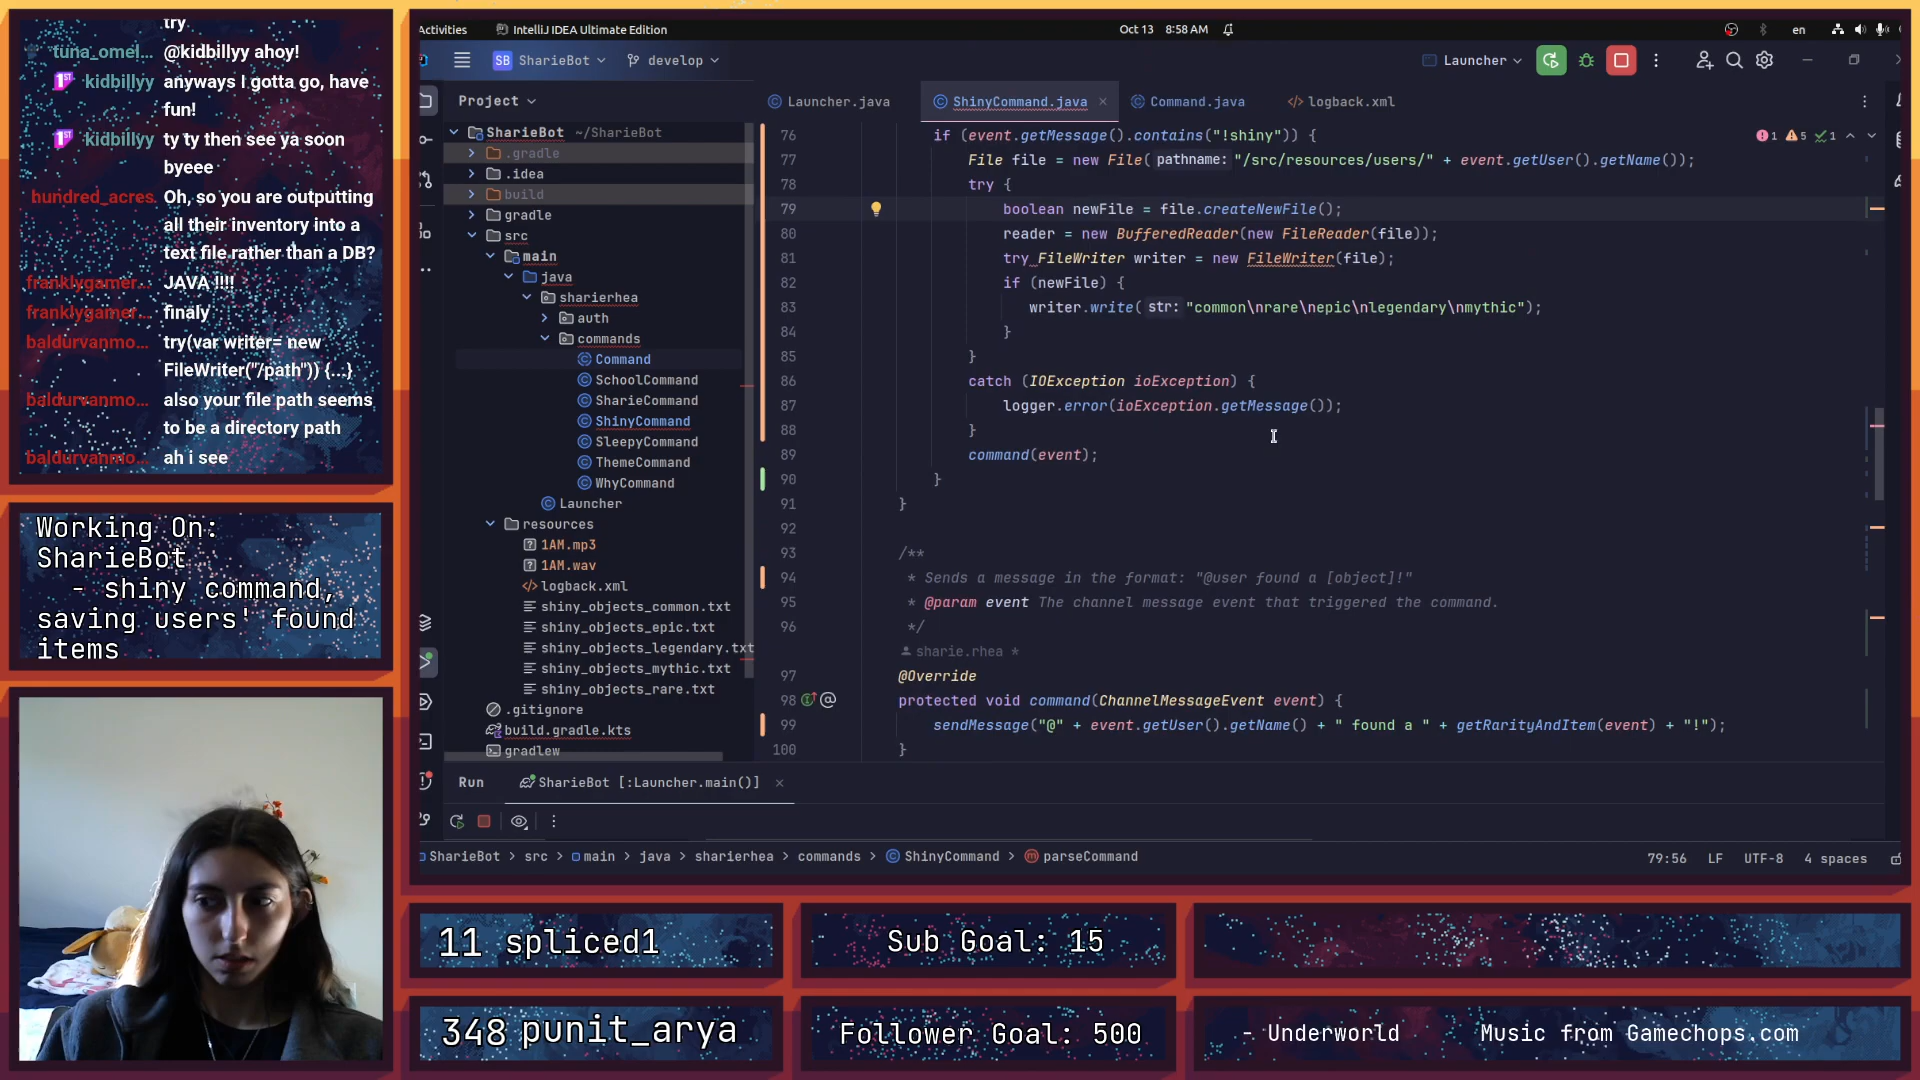 try
tuna_omel... @kidbillyy ahoy!
kidbillyy anyways I gotta go, have
fun!
kidbillyy ty ty then see ya soon
byeee
hundred_acres. Oh, so you are outputting
all their inventory into a
text file rather than a DB?
franklygamer... JAVA !!!!
franklygamer... finaly
baldurvanmo... try(var writer= new
FileWriter("/path")) {...}
baldurvanmo... also your file path seems
to be a directory path
baldurvanmo... ah i see
Working On:
SharieBot
- shiny command,
saving users' found
items
Activities IntelliJ IDEA Ultimate Edition
Oct 13 8:58 AM
en
SB SharieBot develop
Launcher
Project
Launcher.java ShinyCommand.java Command.java logback.xml
SharieBot ~/SharieBot
.gradle
.idea
build
gradle
src
main
java
sharierhea
auth
commands
Command
SchoolCommand
SharieCommand
ShinyCommand
SleepyCommand
ThemeCommand
WhyCommand
Launcher
resources
1AM.mp3
1AM.wav
logback.xml
shiny_objects_common.txt
shiny_objects_epic.txt
shiny_objects_legendary.txt
shiny_objects_mythic.txt
shiny_objects_rare.txt
.gitignore
build.gradle.kts
gradlew
1 5 1
76 if (event.getMessage().contains("!shiny")) {
77 File file = new File( pathname: "/src/resources/users/" + event.getUser().getName());
78 try {
79 boolean newFile = file.createNewFile();
80 reader = new BufferedReader(new FileReader(file));
81 try FileWriter writer = new FileWriter(file);
82 if (newFile) {
83 writer.write( str: "common\nrare\nepic\nlegendary\nmythic");
84 }
85 }
86 catch (IOException ioException) {
87 logger.error(ioException.getMessage());
88 }
89 command(event);
90 }
91 }
92
93 /**
94 * Sends a message in the format: "@user found a [object]!"
95 * @param event The channel message event that triggered the command.
96 */
sharie.rhea *
97 @Override
98 protected void command(ChannelMessageEvent event) {
99 sendMessage("@" + event.getUser().getName() + " found a " + getRarityAndItem(event) + "!");
100 }
Run SharieBot [:Launcher.main()]
SharieBot > src > main > java > sharierhea > commands > ShinyCommand > parseCommand
79:56 LF UTF-8 4 spaces
11 spliced1
Sub Goal: 15
348 punit_arya
Follower Goal: 500
- Underworld Music from Gamechops.com